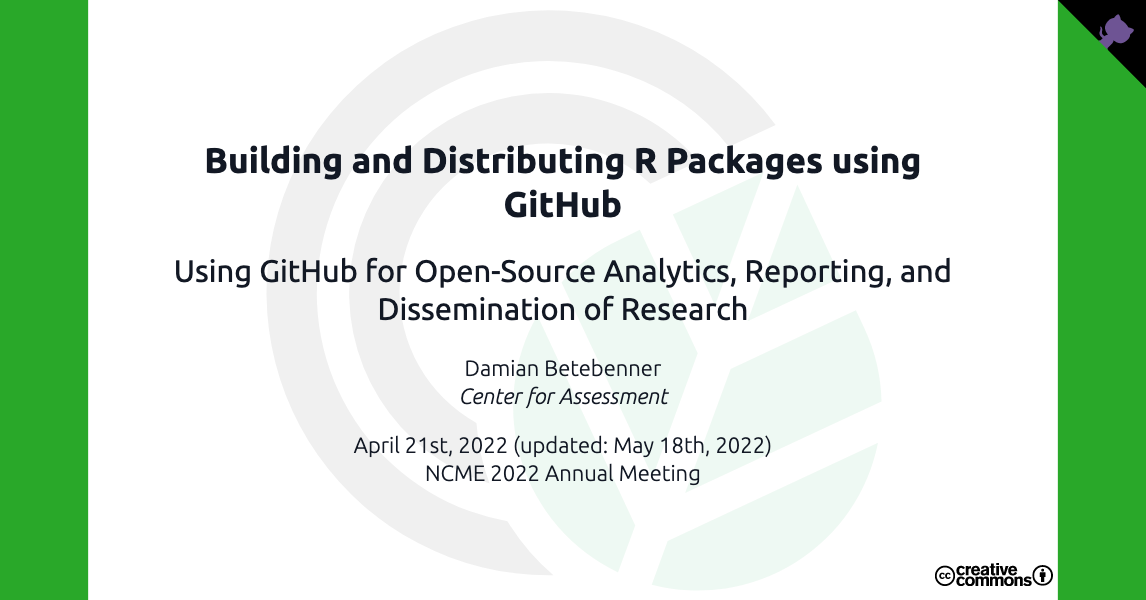 Building and Distributing R Packages using
GitHub
Using GitHub for Open-Source Analytics, Reporting, and
Dissemination of Research
Damian Betebenner
Center for Assessment
April 21st, 2022 (updated: May 18th, 2022)
NCME 2022 Annual Meeting
cc creative
commons